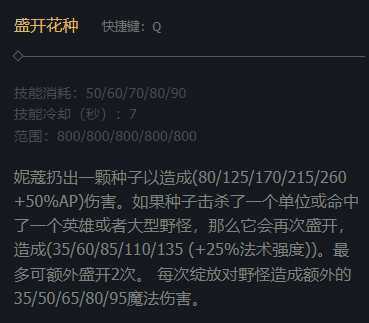 盛开花种 快捷键：Q
技能消耗：50/60/70/80/90
技能冷却（秒）：7
范围：800/800/800/800/800
妮蔻扔出一颗种子以造成(80/125/170/215/260
+50%AP)伤害。如果种子击杀了一个单位或命中
了一个英雄或者大型野怪，那么它会再次盛开，
造成(35/60/85/110/135 (+25%法术强度))。最
多可额外盛开2次。 每次绽放对野怪造成额外的
35/50/65/80/95魔法伤害。